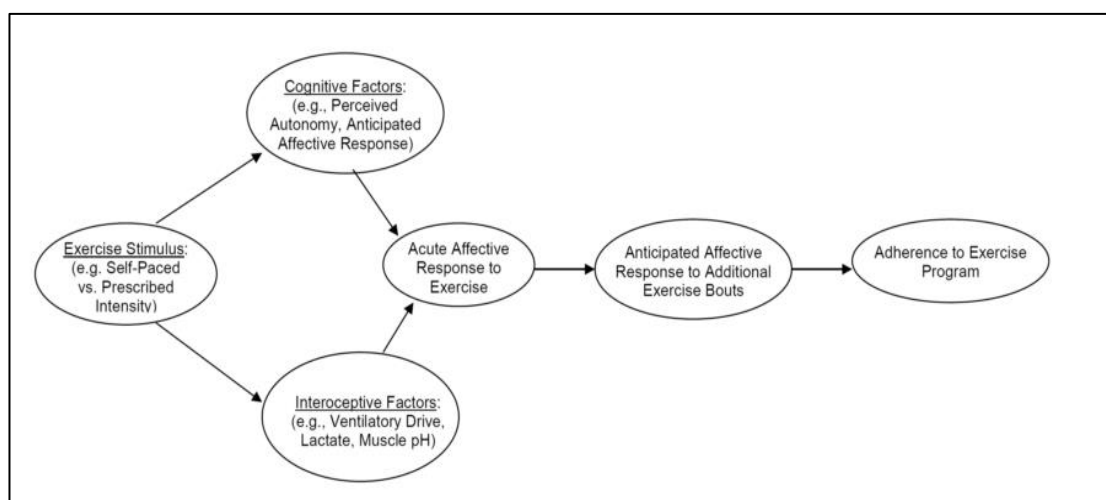 Cognitive Factors:
(e.g., Perceived
Autonomy, Anticipated
Affective Response)
Exercise Stimulus:
(e.g. Self-Paced
vs. Prescribed
Intensity)
Acute Affective
Response to
Exercise
Anticipated Affective
Response to Additional
Exercise Bouts
Adherence to Exercise
Program
Interoceptive Factors:
(e.g., Ventilatory Drive,
Lactate, Muscle pH)